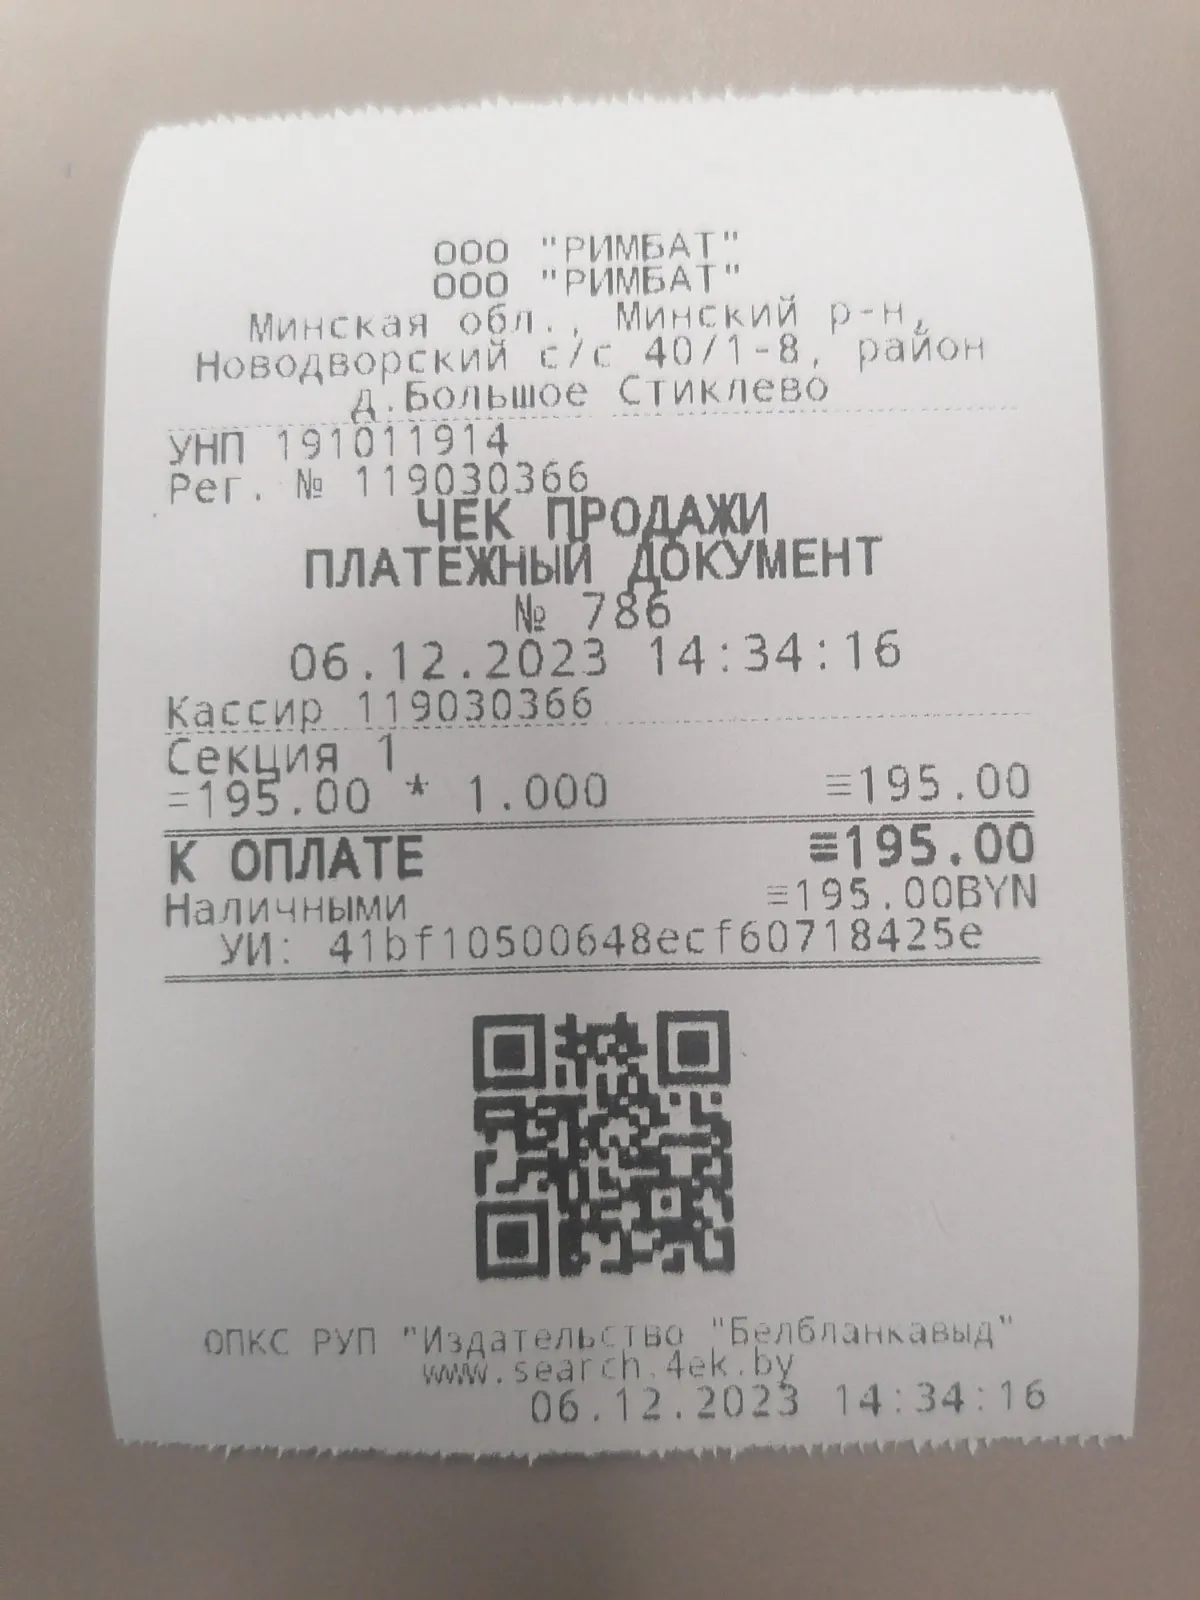 ООО "РИМБАТ"
ООО "РИМБАТ"
Минская обл., Минский р-н,
Новодворский с/с 40/1-8, район
д.Большое Стиклево
УНП 191011914
Рег. № 119030366
ЧЕК ПРОДАЖИ
ПЛАТЕЖНЫЙ ДОКУМЕНТ
№ 786
06.12.2023 14:34:16
Кассир 119030366
Секция 1
=195.00 * 1.000 ≡195.00
К ОПЛАТЕ ≡195.00
Наличными ≡195.00BYN
УИ: 41bf10500648ecf60718425e
ОПКС РУП "Издательство "Белбланкавыд"
www.search.4ek.by
06.12.2023 14:34:16